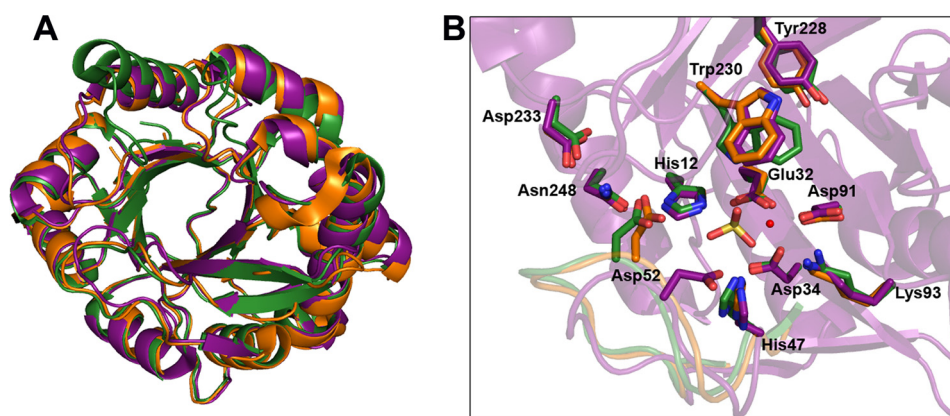 A
B
Tyr228
Trp230
Asp233
His12
Glu32
Asn248
Asp91
Asp52
Asp34
Lys93
His47